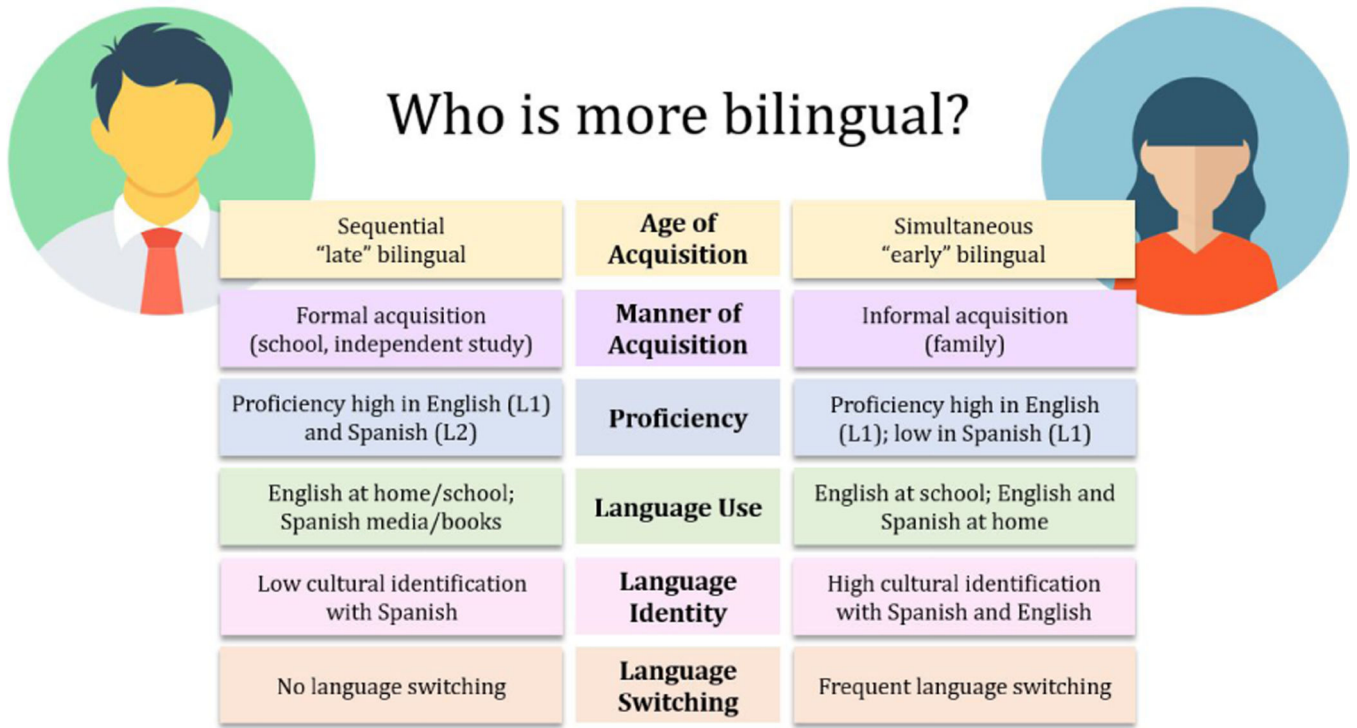 Who is more bilingual?
Sequential
“late” bilingual
Age of
Acquisition
Simultaneous
“early” bilingual
Formal acquisition
(school, independent study)
Manner of
Acquisition
Informal acquisition
(family)
Proficiency high in English (L1)
and Spanish (L2)
Proficiency
Proficiency high in English
(L1); low in Spanish (L1)
English at home/school;
Spanish media/books
Language Use
English at school; English and
Spanish at home
Low cultural identification
with Spanish
Language
Identity
High cultural identification
with Spanish and English
No language switching
Language
Switching
Frequent language switching